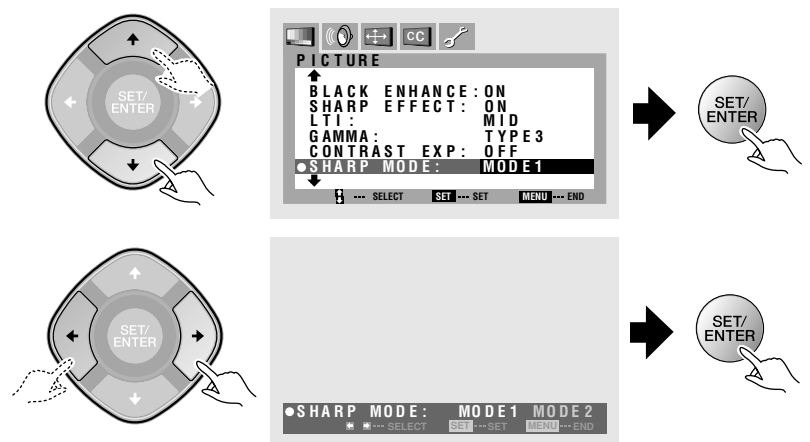 SET/
ENTER
CC
PICTURE
BLACK ENHANCE: ON
SHARP EFFECT: ON
LTI: MID
GAMMA: TYPE3
CONTRAST EXP: OFF
●SHARP MODE: MODE1
--- SELECT SET --- SET MENU --- END
SET/
ENTER
SET/
ENTER
●SHARP MODE: MODE1 MODE2
--- SELECT SET --- SET MENU --- END
SET/
ENTER